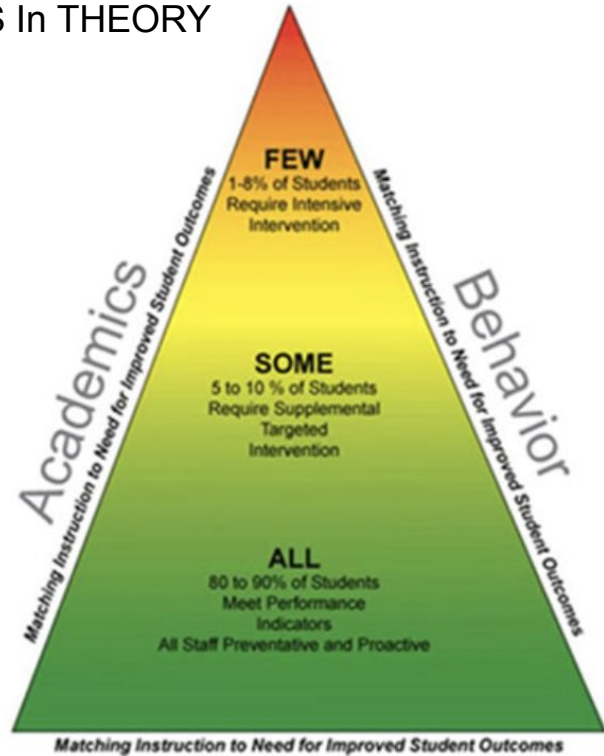 S In THEORY
FEW
1-8% of Students
Require Intensive
Intervention
Matching Instruction to Need for Improved Student Outcomes
Academics
Matching Instruction to Need for Improved Student Outcomes
Behavior
SOME
5 to 10 % of Students
Require Supplemental
Targeted
Intervention
ALL
80 to 90% of Students
Meet Performance
Indicators
All Staff Preventative and Proactive
Matching Instruction to Need for Improved Student Outcomes